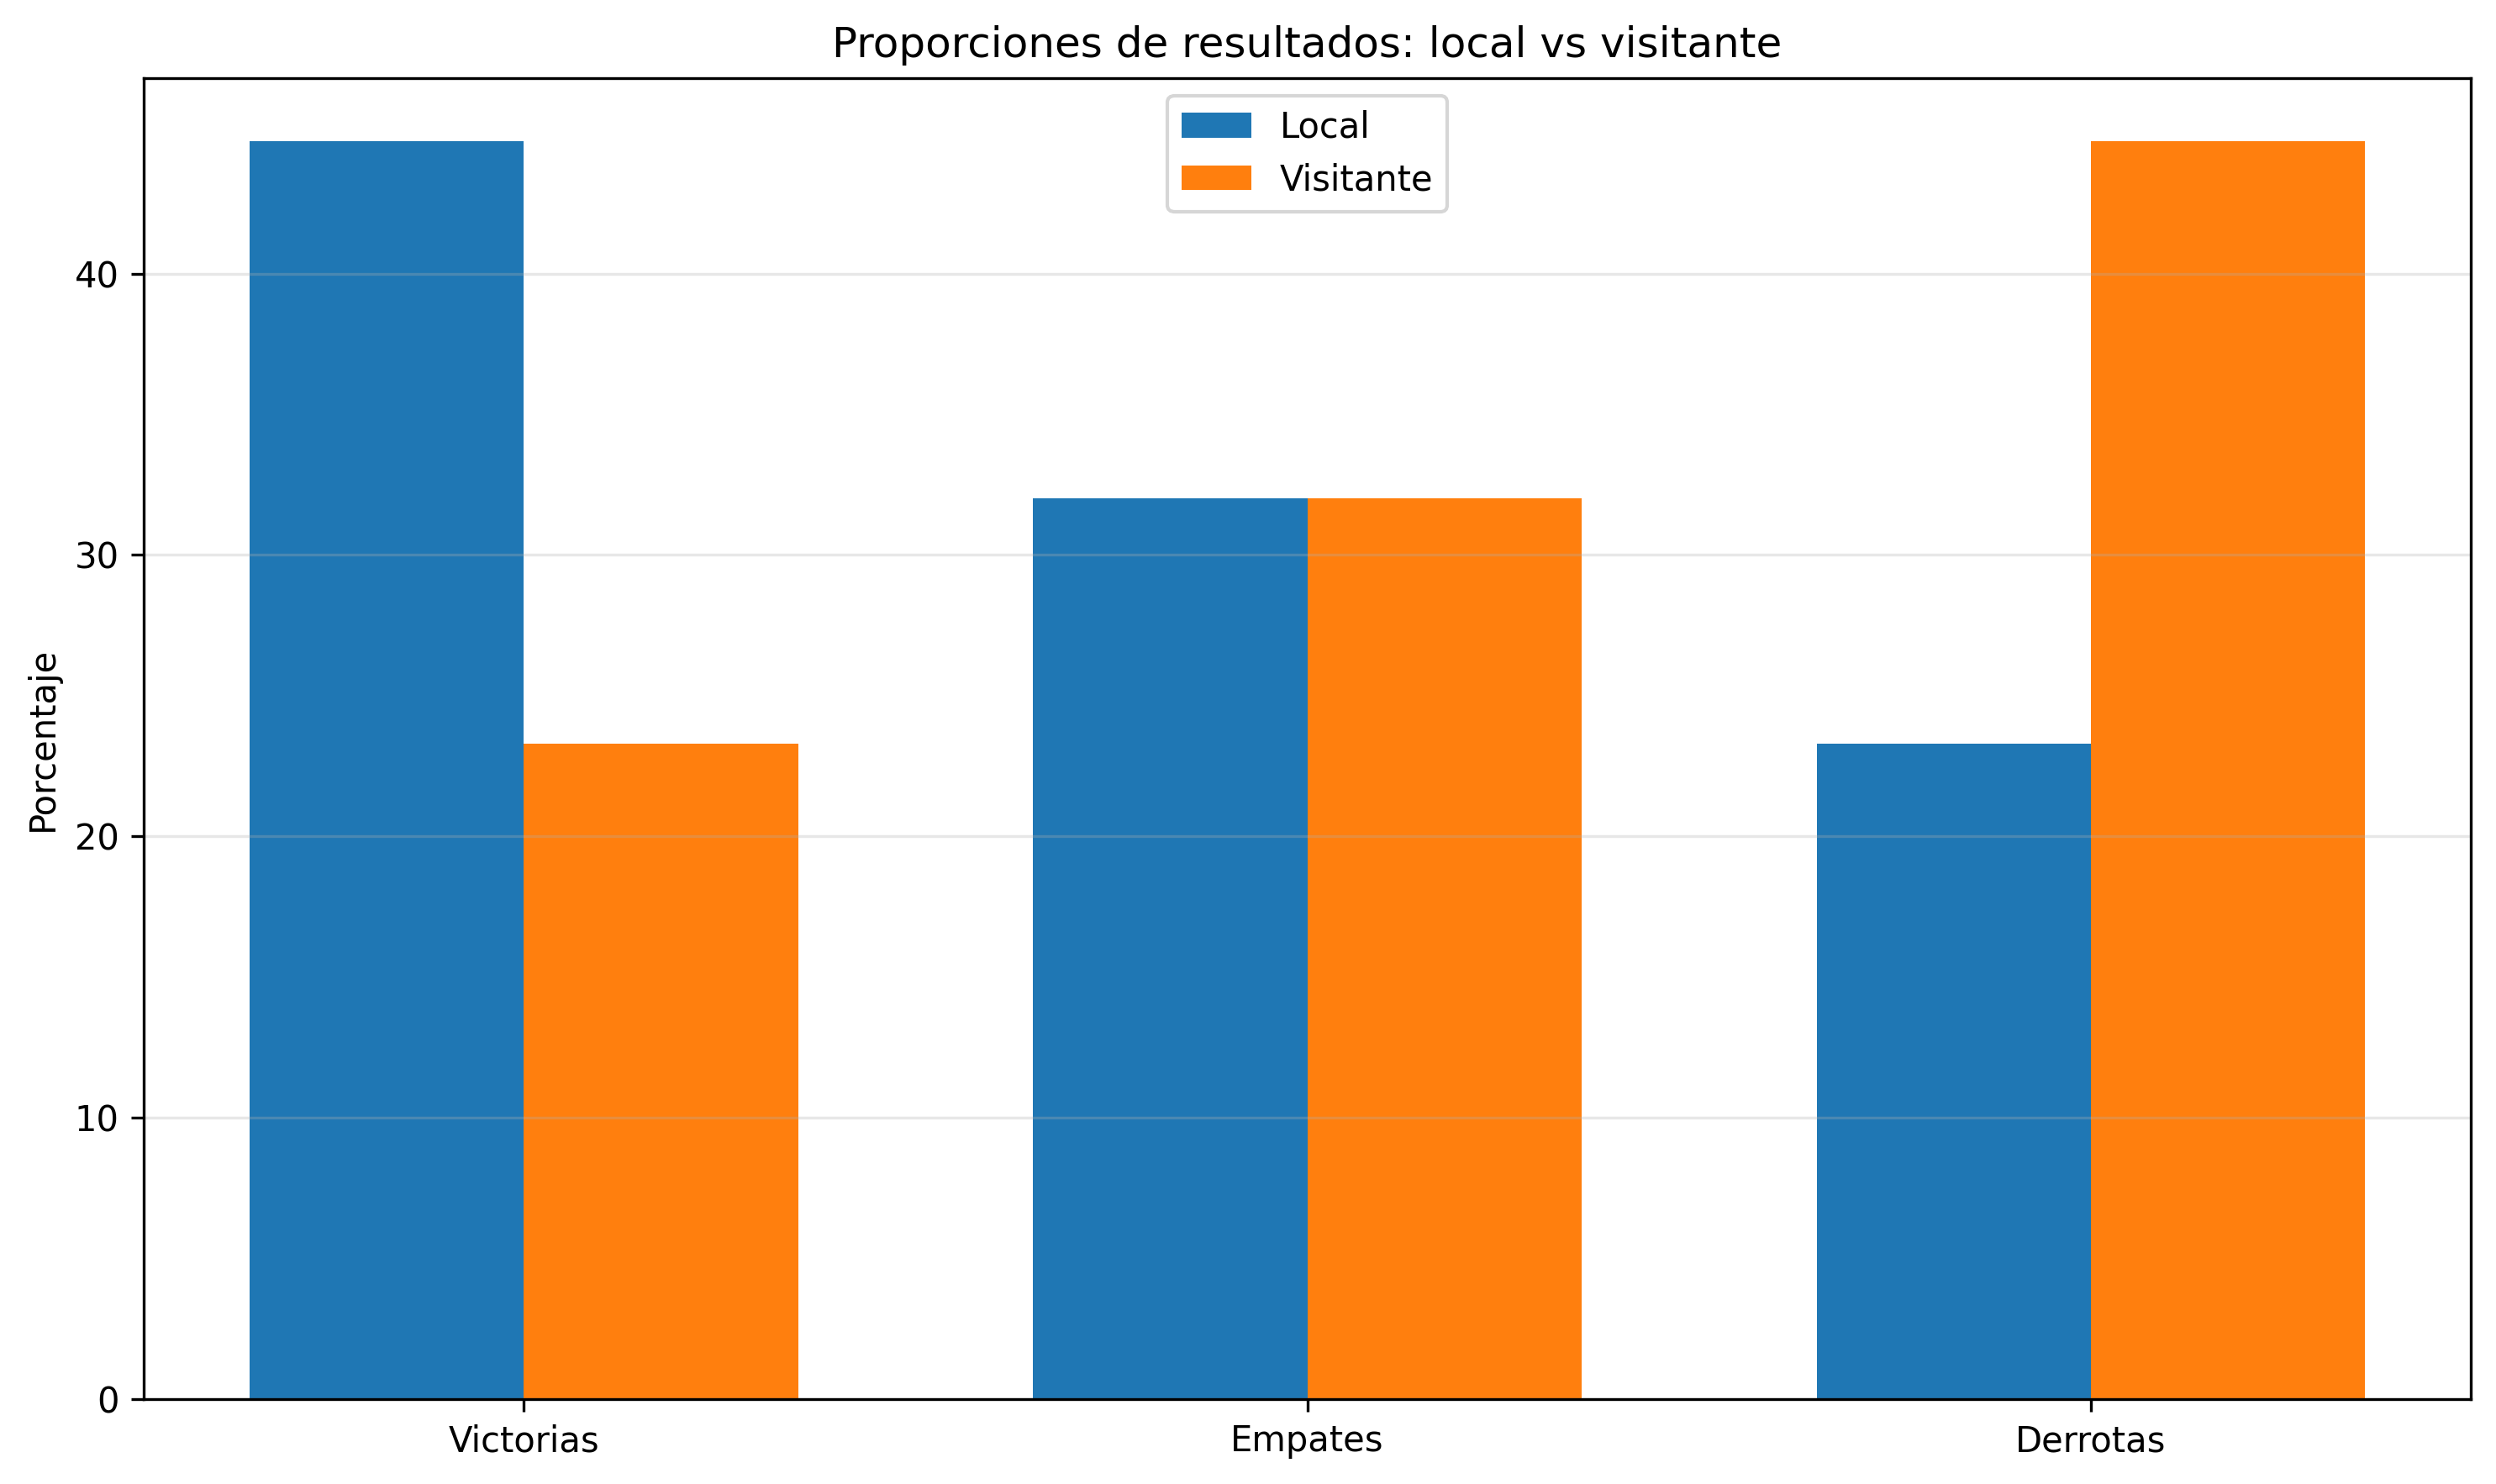 Proporciones de resultados: local vs visitante
Local
Visitante
Porcentaje
40
30
20
10
0
Victorias
Empates
Derrotas